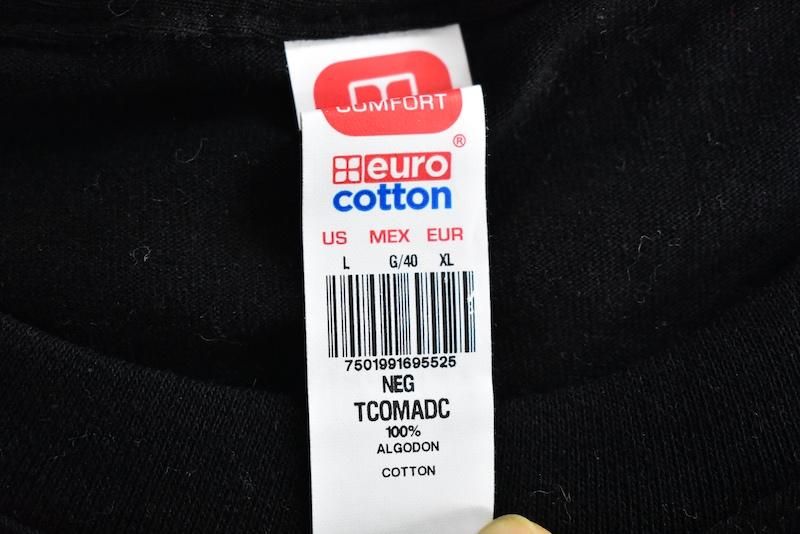 COMFORT
®
euro
cotton
US MEX EUR
L G/40 XL
7501991695525
NEG
TCOMADC
100%
ALGODON
COTTON